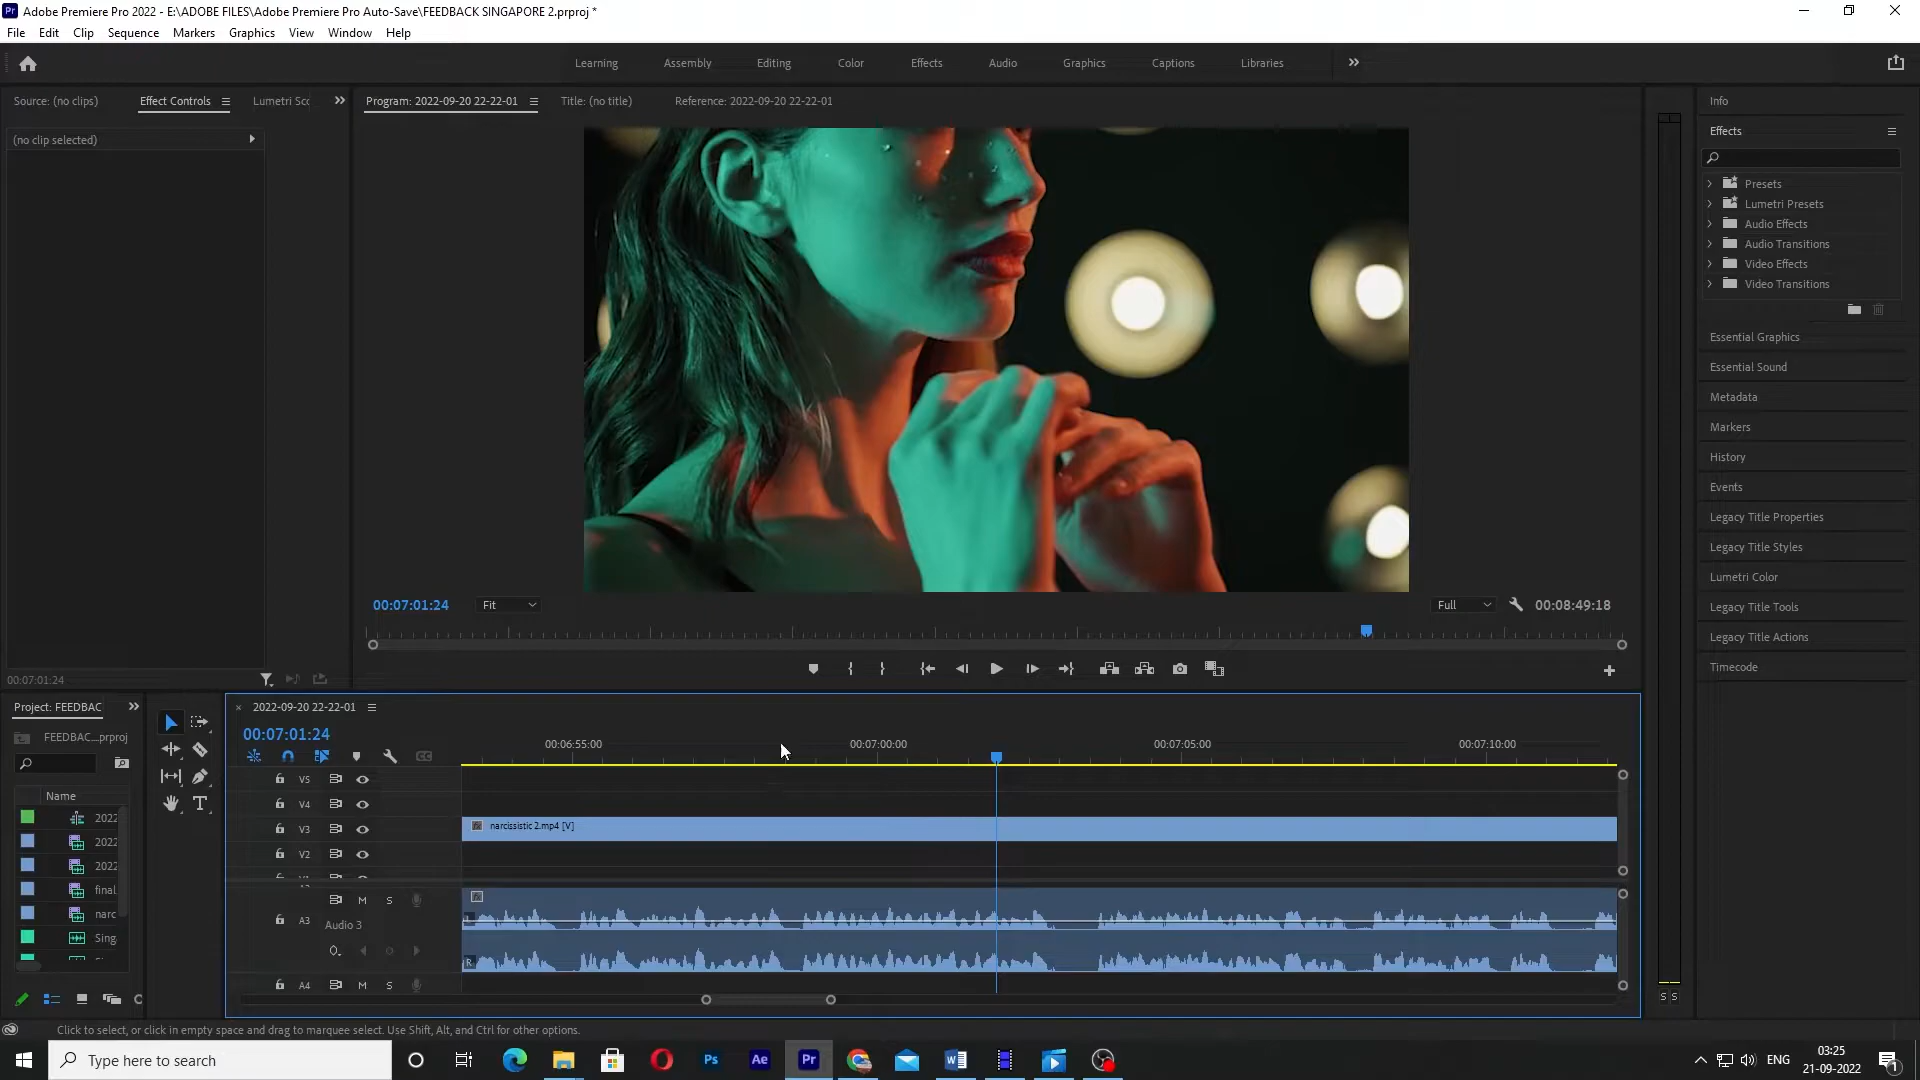 Adobe Premiere Pro 2022 - E:\ADOBE FILES\Adobe Premiere Pro Auto-Save\FEEDBACK SINGAPORE 2.prproj *
File Edit Clip Sequence Markers Graphics View Window Help
Learning Assembly Editing Color Effects Audio Graphics Captions Libraries
Source: (no clips) Effect Controls Lumetri Sco Program: 2022-09-20 22-22-01 Title: (no title) Reference: 2022-09-20 22-22-01
(no clip selected)
Info
Effects
Presets
Lumetri Presets
Audio Effects
Audio Transitions
Video Effects
Video Transitions
Essential Graphics
Essential Sound
Metadata
Markers
History
Events
Legacy Title Properties
Legacy Title Styles
Lumetri Color
Legacy Title Tools
Legacy Title Actions
Timecode
00:07:01:24 Fit Full 00:08:49:18
00:07:01:24
Project: FEEDBAC 2022-09-20 22-22-01
FEEDBAC...prproj 00:07:01:24
00:06:55:00 00:07:00:00 00:07:05:00 00:07:10:00
Name
2022
2022
2022
final
narc
Sing
V5
V4
V3 narcissistic 2.mp4 [V]
V2
M S
A3 Audio 3
L
R
A4 M S
S S
Click to select, or click in empty space and drag to marquee select. Use Shift, Alt, and Ctrl for other options.
Type here to search
Ps Ae Pr
ENG 03:25
21-09-2022
1